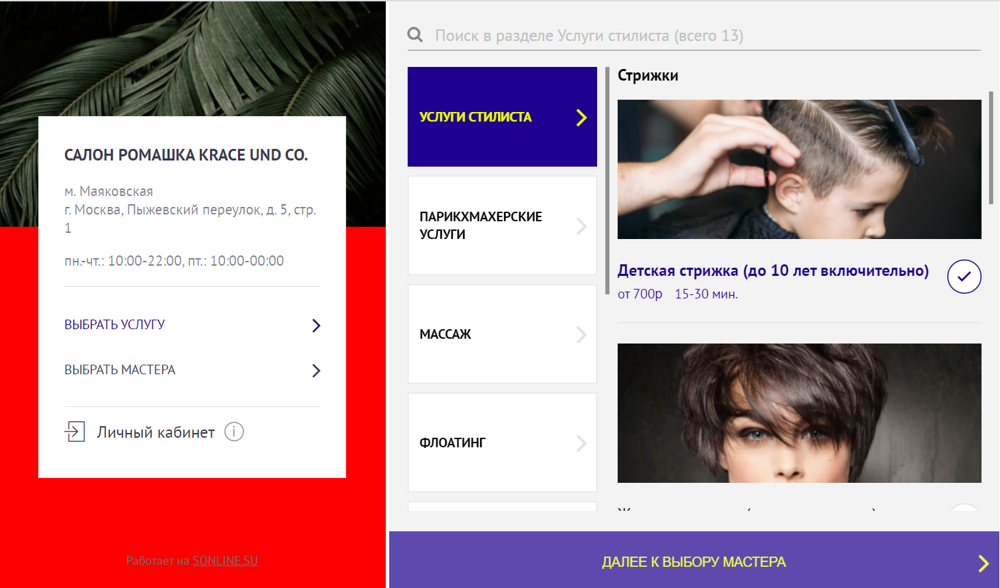 САЛОН РОМАШКА KRACE UND CO.
м. Маяковская
г. Москва, Пыжевский переулок, д. 5, стр.
1
пн.-чт.: 10:00-22:00, пт.: 10:00-00:00
ВЫБРАТЬ УСЛУГУ
ВЫБРАТЬ МАСТЕРА
Личный кабинет
Работает на SONLINE.SU
Поиск в разделе Услуги стилиста (всего 13)
УСЛУГИ СТИЛИСТА
ПАРИКХМАХЕРСКИЕ
УСЛУГИ
МАССАЖ
ФЛОАТИНГ
Стрижки
Детская стрижка (до 10 лет включительно)
от 700р 15-30 мин.
ДАЛЕЕ К ВЫБОРУ МАСТЕРА